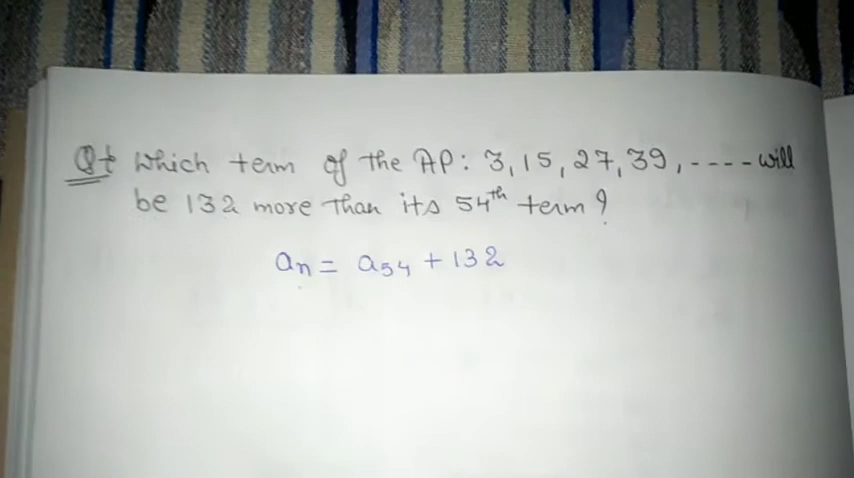 Q+ Which term of the AP: 3, 15, 27, 39, ---- will
be 132 more than its 54th term?
an = a54 + 132